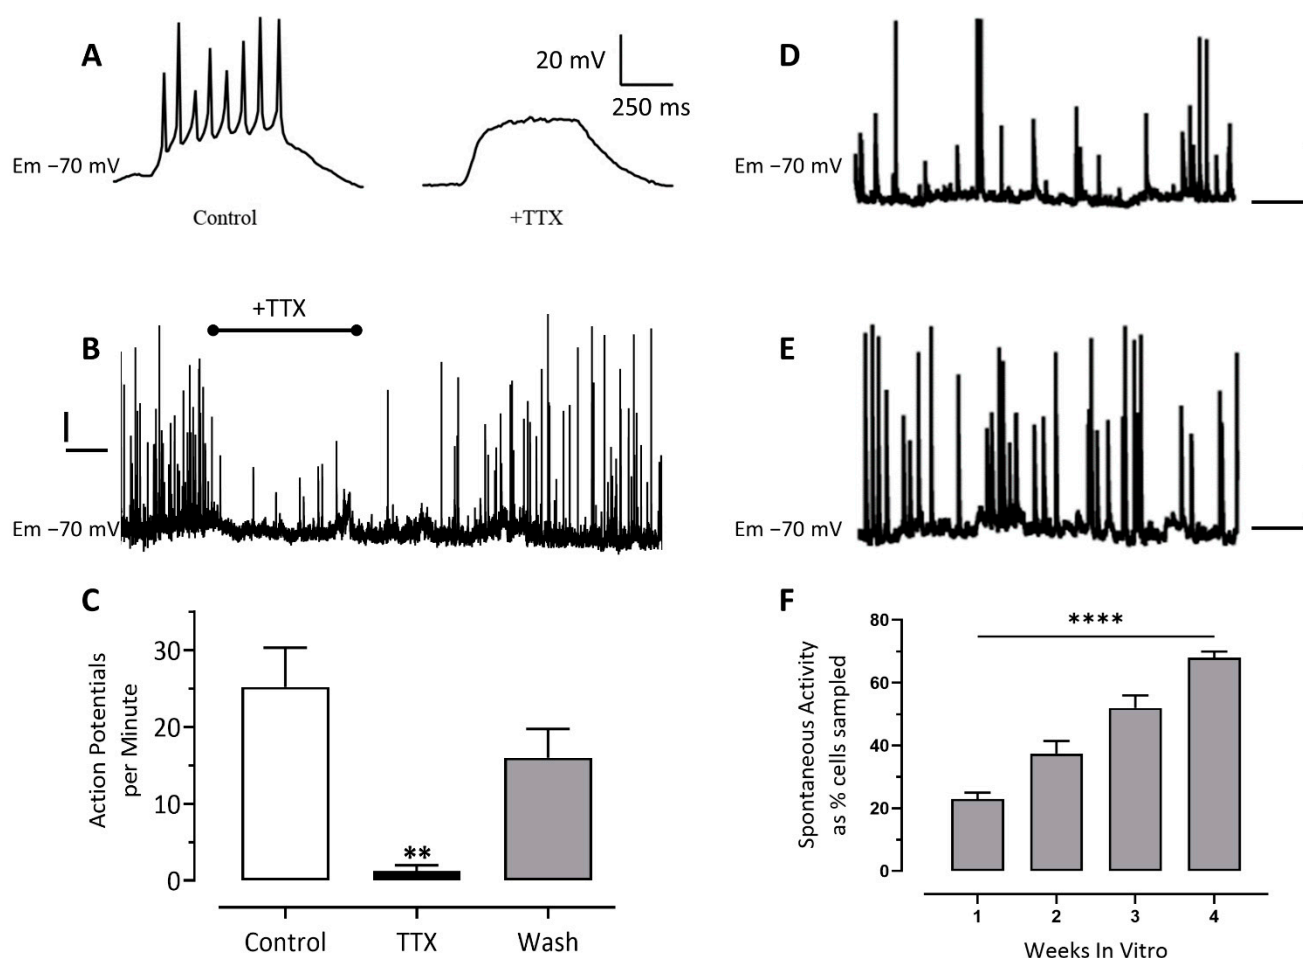 A
20 mV
250 ms
Em −70 mV
Control
+TTX
B
+TTX
Em −70 mV
C
Action Potentials
per Minute
30
20
10
0
**
Control
TTX
Wash
D
Em −70 mV
E
Em −70 mV
F
Spontaneous Activity
as % cells sampled
80
60
40
20
0
****
1
2
3
4
Weeks In Vitro